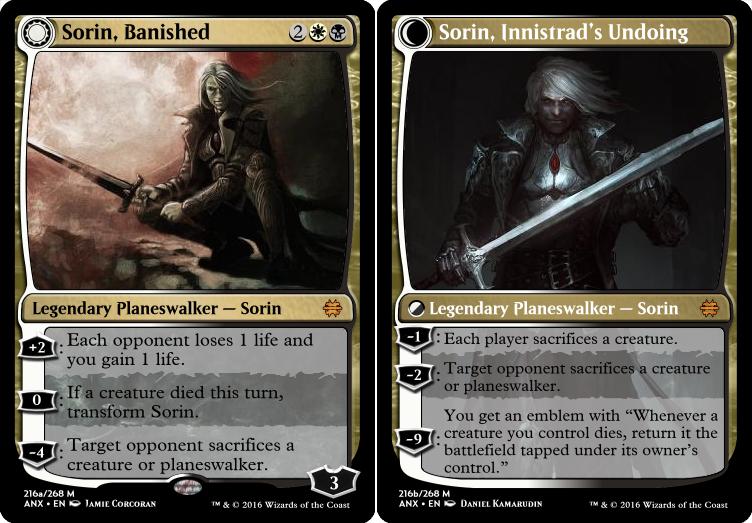 Sorin, Banished 2
Each opponent loses 1 life and
you gain 1 life.
+2 :
If a creature died this turn,
transform Sorin.
0 :
Target opponent sacrifices a
creature or planeswalker.
-4 :
Legendary Planeswalker — Sorin
3
216a/268 M
ANX • EN JAMIE CORCORAN ™ & © 2016 Wizards of the Coast
Sorin, Innistrad's Undoing
Legendary Planeswalker — Sorin
-1 : Each player sacrifices a creature.
-2 : Target opponent sacrifices a creature
or planeswalker.
You get an emblem with “Whenever a
creature you control dies, return it the
-9 : battlefield tapped under its owner's
control.”
216b/268 M
ANX • EN DANIEL KAMARUDIN ™ & © 2016 Wizards of the Coast